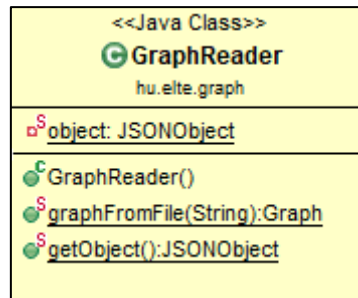 <<Java Class>>
C GraphReader
hu.elte.graph
S object: JSONObject
C GraphReader()
S graphFromFile(String):Graph
S getObject():JSONObject